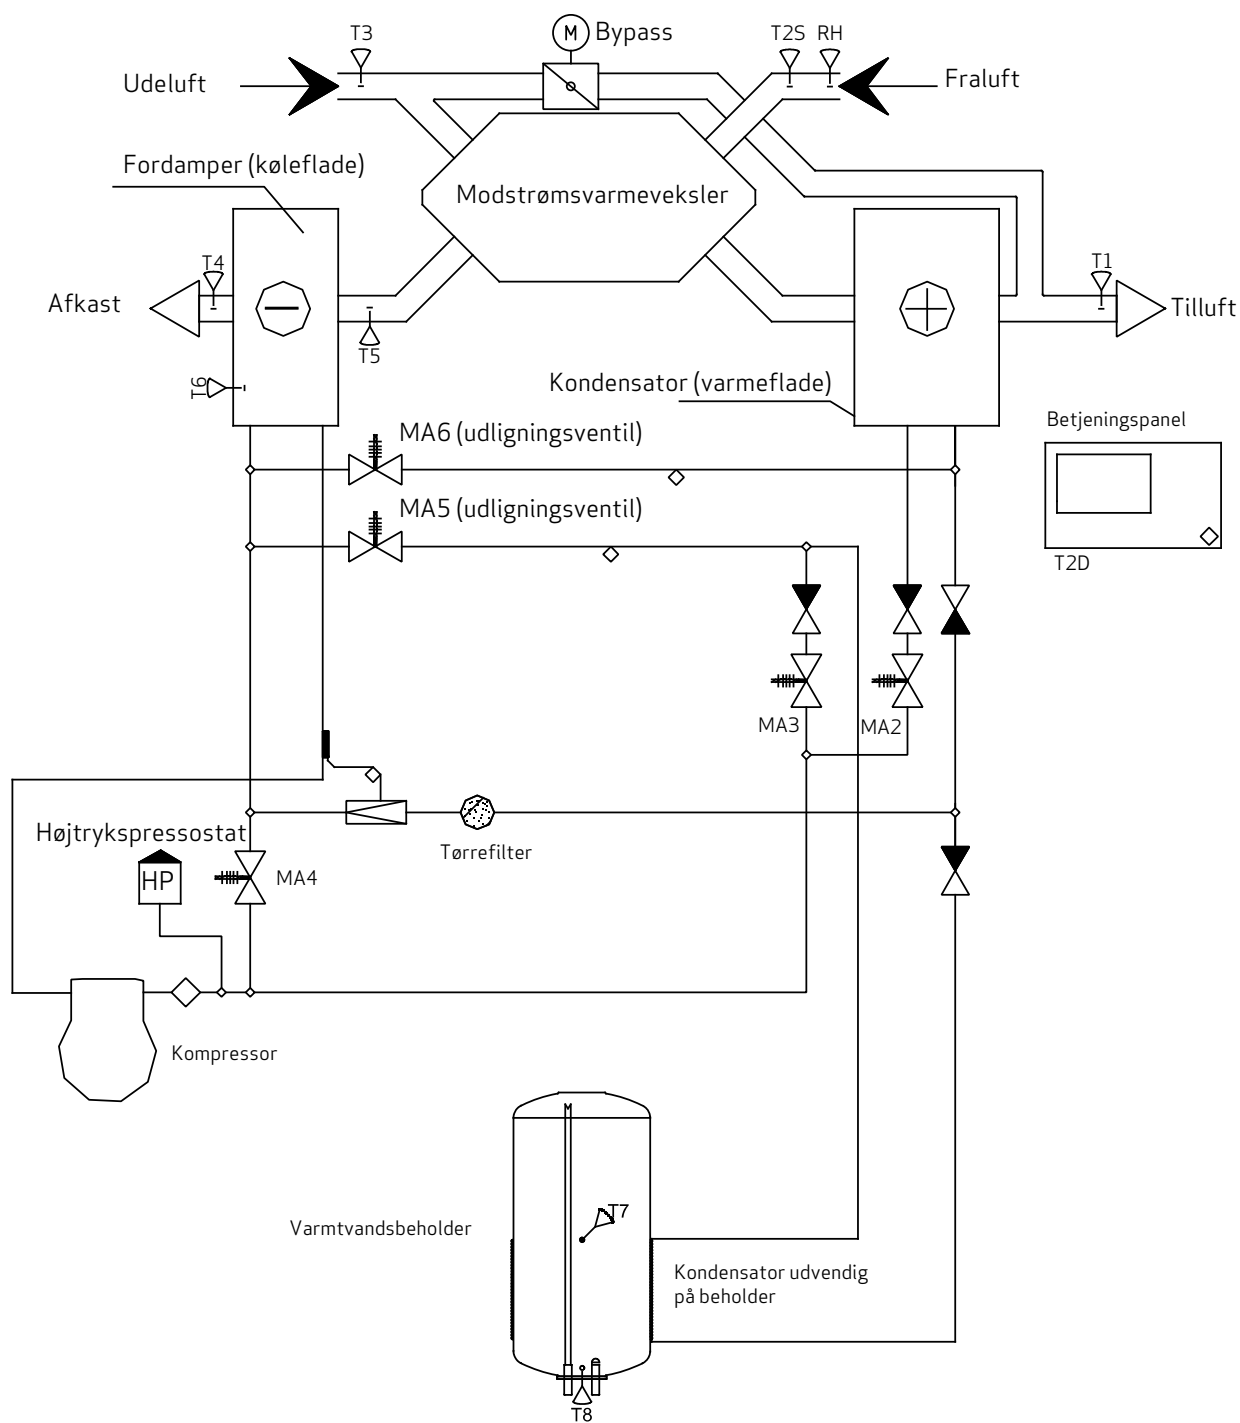 T3
M
Bypass
T2S
RH
Udeluft
Fraluft
Fordamper (køleflade)
Modstrømsvarmeveksler
T4
T1
Afkast
Tilluft
T5
T6
Kondensator (varmeflade)
Betjeningspanel
MA6 (udligningsventil)
MA5 (udligningsventil)
T2D
MA3
MA2
Højtrykspressostat
Tørrefilter
HP
MA4
Kompressor
T7
Varmtvandsbeholder
Kondensator udvendig
på beholder
T8